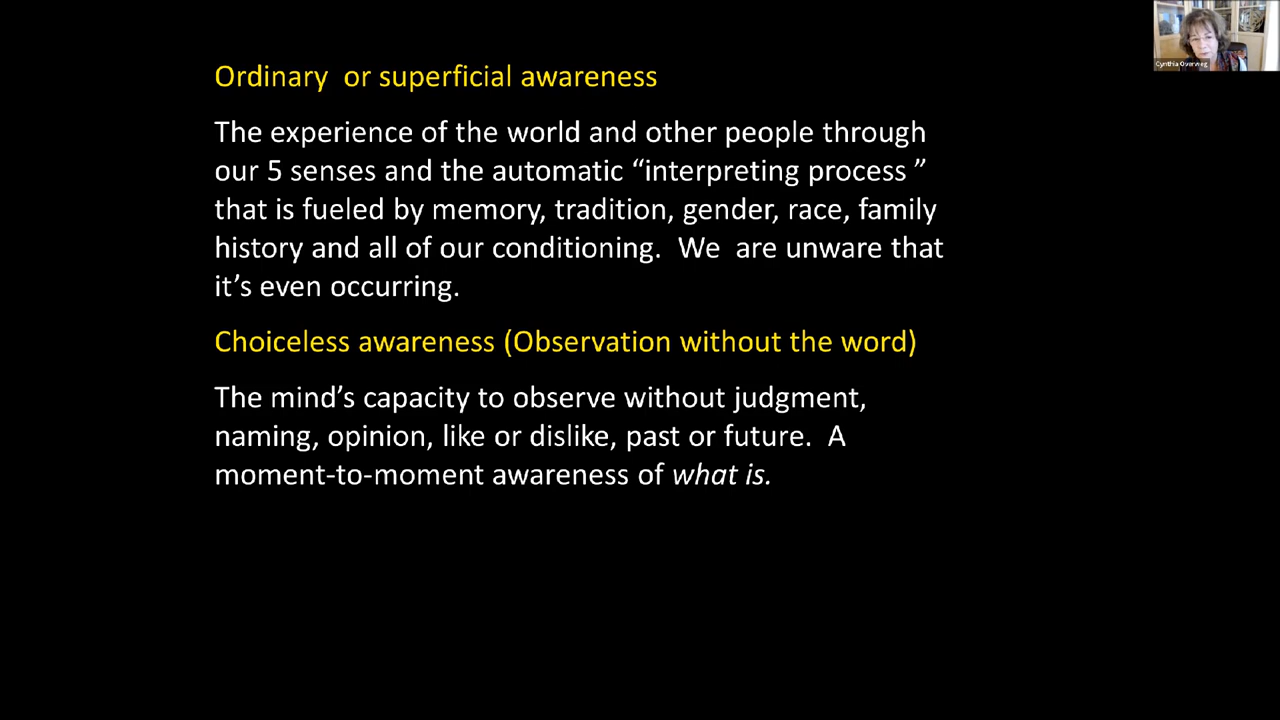 Cynthia Overweg
Ordinary  or superficial awareness
The experience of the world and other people through
our 5 senses and the automatic “interpreting process ”
that is fueled by memory, tradition, gender, race, family
history and all of our conditioning.  We  are unware that
it’s even occurring.
Choiceless awareness (Observation without the word)
The mind’s capacity to observe without judgment,
naming, opinion, like or dislike, past or future.  A
moment-to-moment awareness of what is.